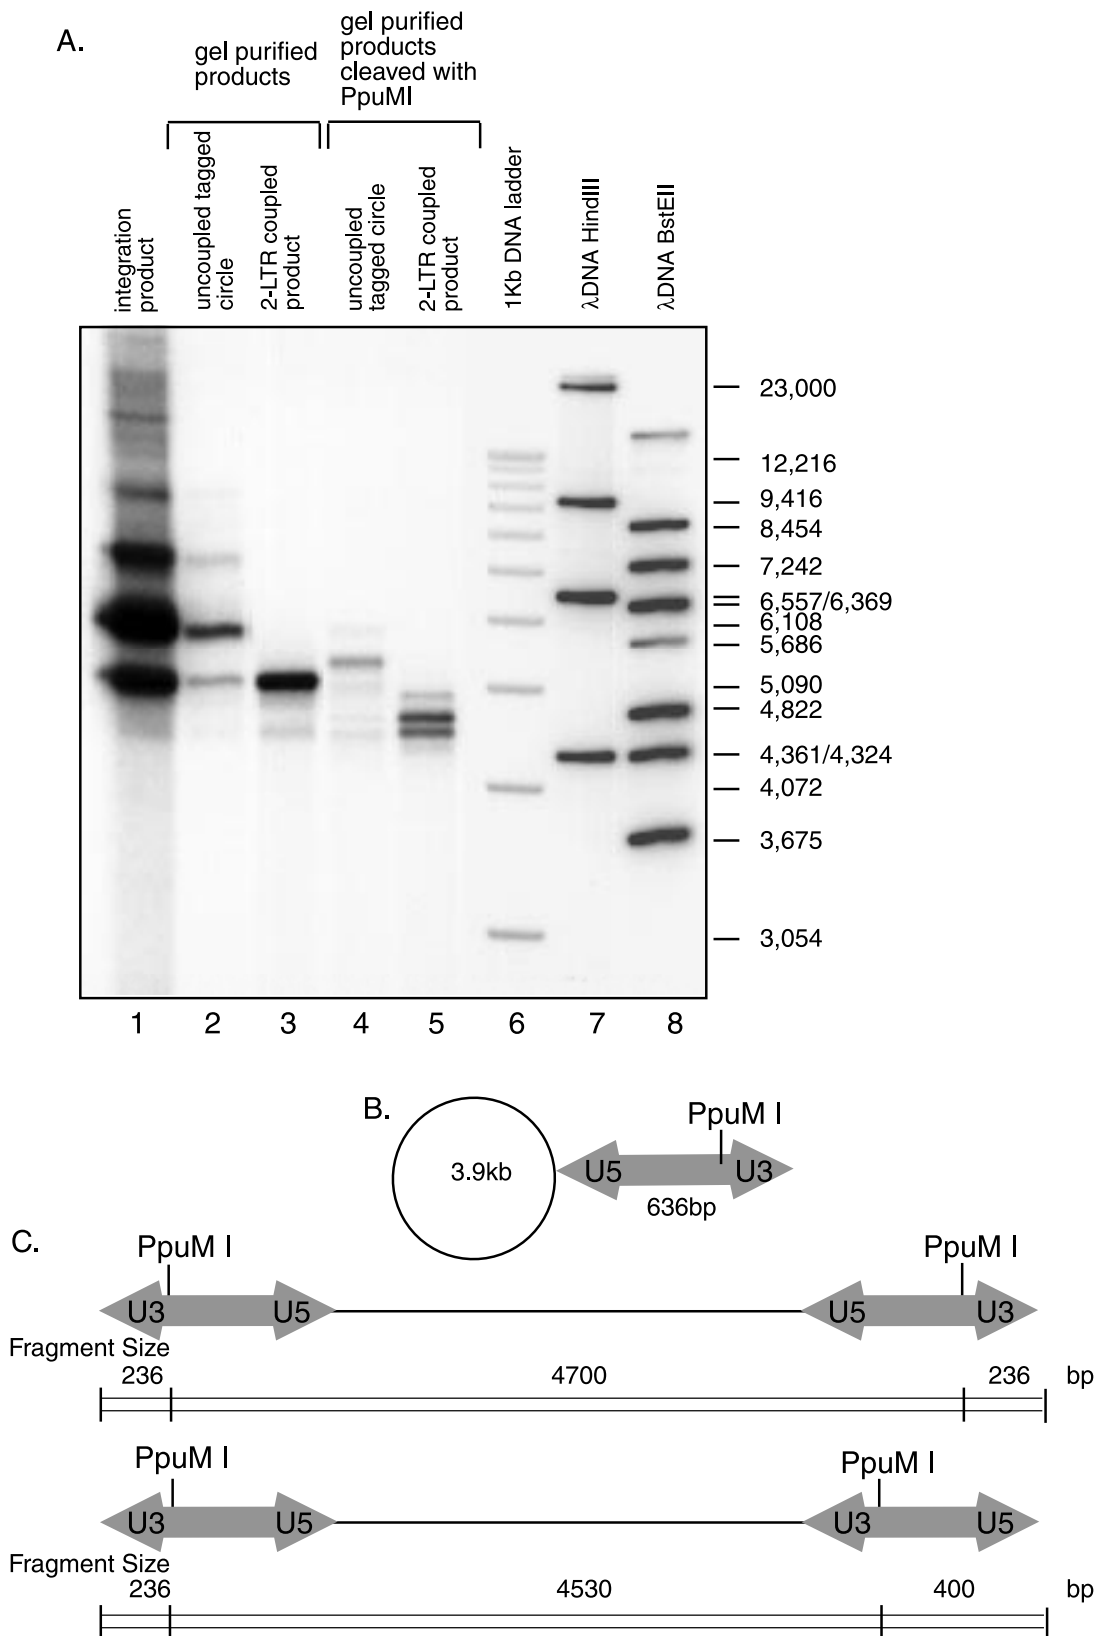 A.
gel purified
products
gel purified
products
cleaved with
PpuMI
integration
product
uncoupled tagged
circle
2-LTR coupled
product
uncoupled
tagged circle
2-LTR coupled
product
1Kb DNA ladder
λDNA HindIII
λDNA BstEII
23,000
12,216
9,416
8,454
7,242
6,557/6,369
6,108
5,686
5,090
4,822
4,361/4,324
4,072
3,675
3,054
1 2 3 4 5 6 7 8
B.
PpuM I
3.9kb
U5 U3
636bp
C.
PpuM I PpuM I
U3 U5 U5 U3
Fragment Size
236 4700 236 bp
PpuM I PpuM I
U3 U5 U3 U5
Fragment Size
236 4530 400 bp